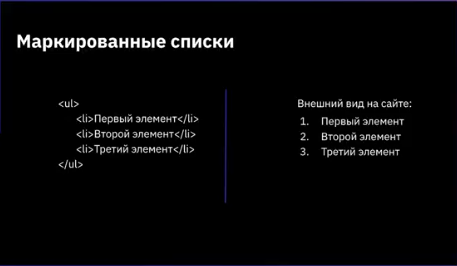 Маркированные списки
<ul>
<li>Первый элемент</li>
<li>Второй элемент</li>
<li>Третий элемент</li>
</ul>
Внешний вид на сайте:
1. Первый элемент
2. Второй элемент
3. Третий элемент